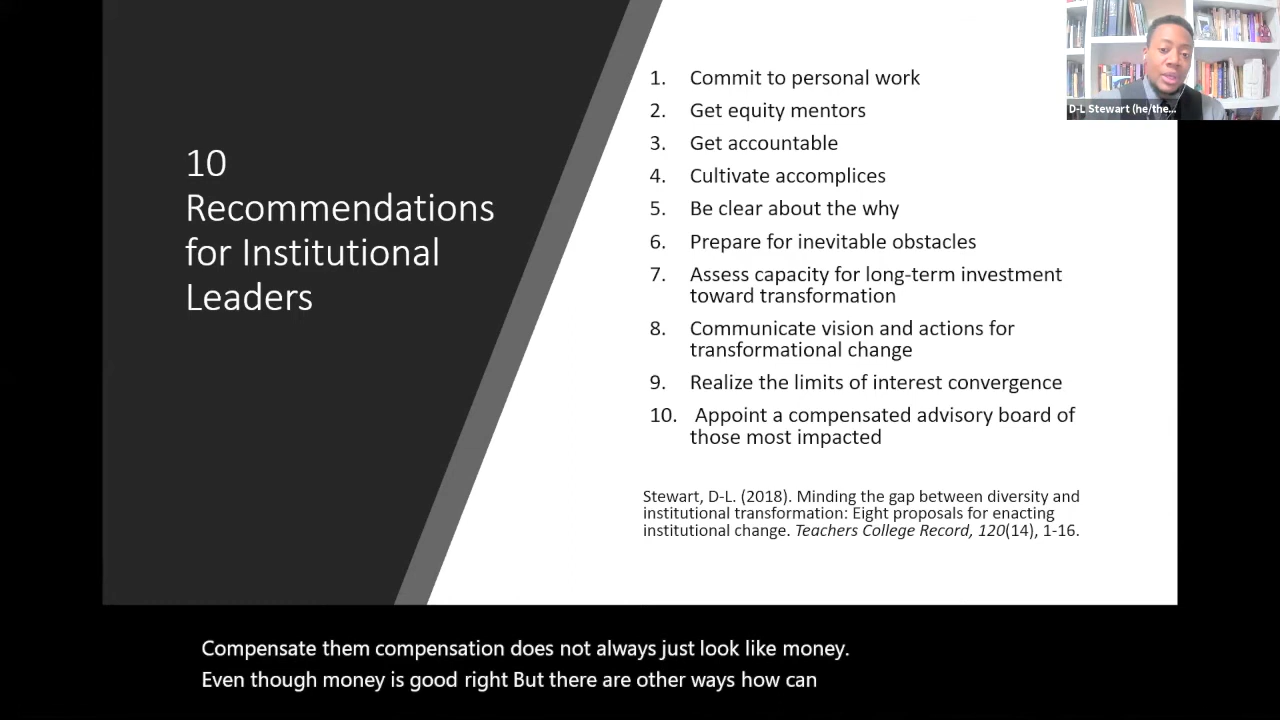 10
Recommendations
for Institutional
Leaders
1. Commit to personal work
2. Get equity mentors
3. Get accountable
4. Cultivate accomplices
5. Be clear about the why
6. Prepare for inevitable obstacles
7. Assess capacity for long-term investment
toward transformation
8. Communicate vision and actions for
transformational change
9. Realize the limits of interest convergence
10. Appoint a compensated advisory board of
those most impacted
Stewart, D-L. (2018). Minding the gap between diversity and
institutional transformation: Eight proposals for enacting
institutional change. Teachers College Record, 120(14), 1-16.
D-L Stewart (he/the...
Compensate them compensation does not always just look like money.
Even though money is good right But there are other ways how can